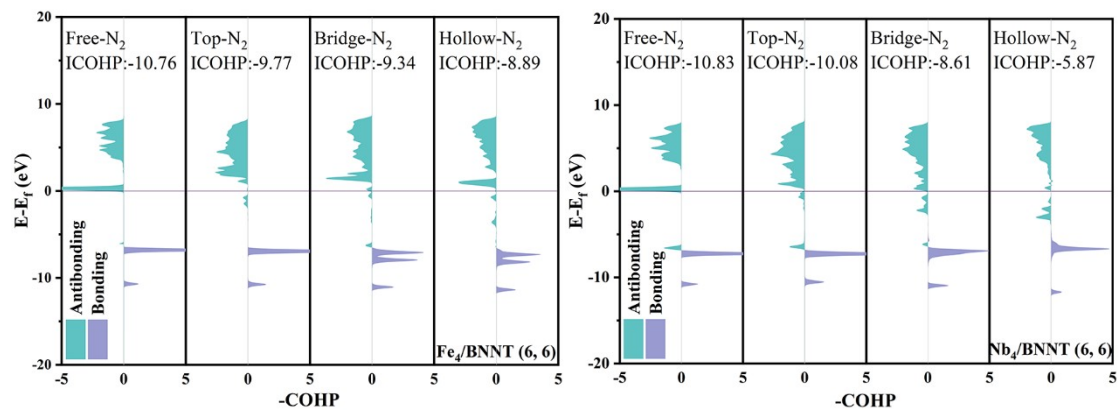 20
10
0
-10
-20
E-E_f (eV)
Free-N₂
ICOHP:-10.76
Top-N₂
ICOHP:-9.77
Bridge-N₂
ICOHP:-9.34
Hollow-N₂
ICOHP:-8.89
Antibonding
Bonding
Fe₄/BNNT (6, 6)
-5 0 5 0 5 0 5 0 5
-COHP
20
10
0
-10
-20
E-E_f (eV)
Free-N₂
ICOHP:-10.83
Top-N₂
ICOHP:-10.08
Bridge-N₂
ICOHP:-8.61
Hollow-N₂
ICOHP:-5.87
Antibonding
Bonding
Nb₄/BNNT (6, 6)
-5 0 5 0 5 0 5 0 5
-COHP